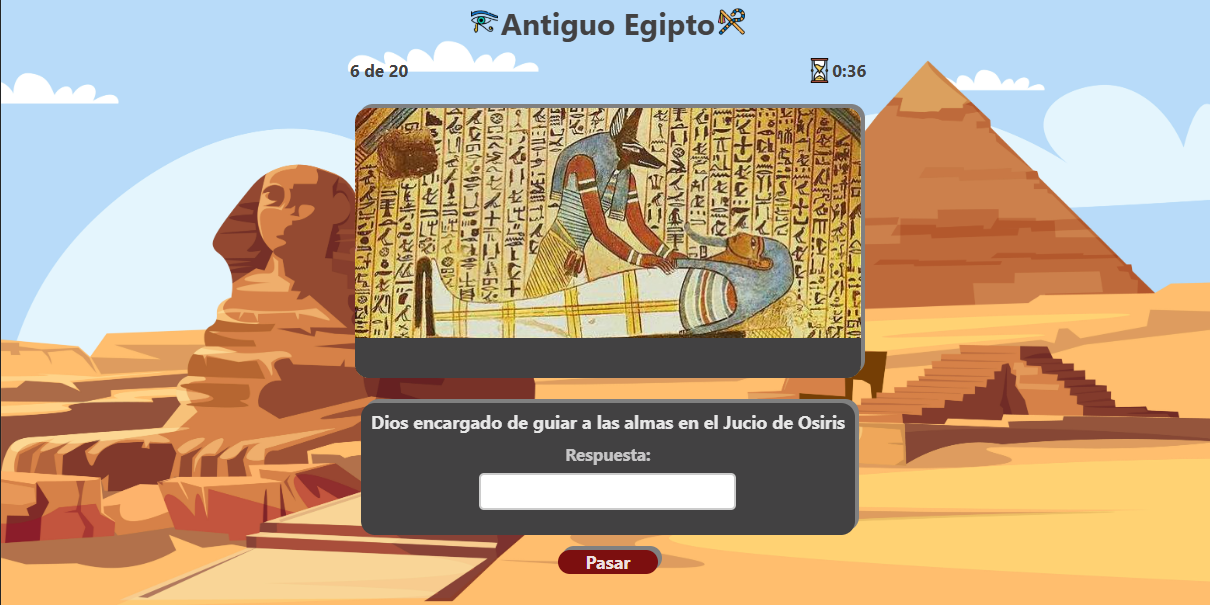 Antiguo Egipto
6 de 20
0:36
Dios encargado de guiar a las almas en el Jucio de Osiris
Respuesta:
Pasar